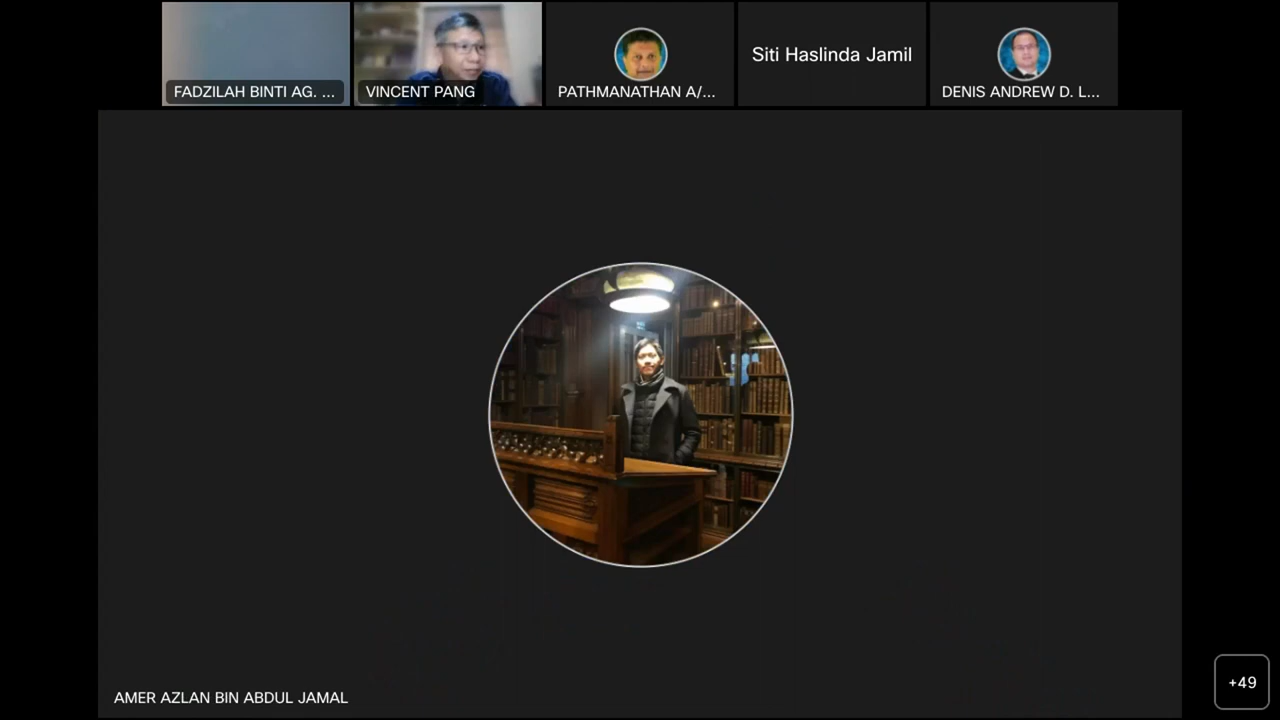 FADZILAH BINTI AG. ...
VINCENT PANG
PATHMANATHAN A/...
Siti Haslinda Jamil
DENIS ANDREW D. L...
AMER AZLAN BIN ABDUL JAMAL
+49